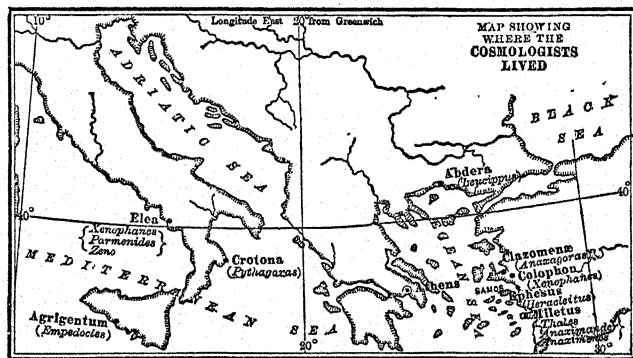 10°
Longitude East
20°
from Greenwich
MAP SHOWING
WHERE THE
COSMOLOGISTS
LIVED
ADRIATIC SEA
BLACK
SEA
Abdera
(Leucippus)
40°
40°
Elea
Xenophanes
Parmenides
Zeno
MEDITERRANEAN SEA
Crotona
(Pythagoras)
ÆGEAN SEA
Clazomenæ
(Anaxagoras)
Colophon
(Xenophanes)
Athens
SAMOS
Ephesus
(Heracleitus)
Miletus
Thales
Anaximander
Anaximenes
Agrigentum
(Empedocles)
20°
30°